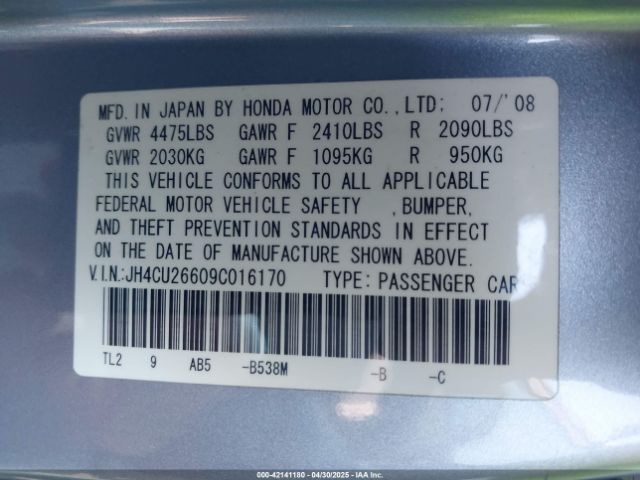 MFD. IN JAPAN BY HONDA MOTOR CO., LTD: 07/'08
GVWR 4475LBS GAWR F 2410LBS R 2090LBS
GVWR 2030KG GAWR F 1095KG R 950KG
THIS VEHICLE CONFORMS TO ALL APPLICABLE
FEDERAL MOTOR VEHICLE SAFETY , BUMPER,
AND THEFT PREVENTION STANDARDS IN EFFECT
ON THE DATE OF MANUFACTURE SHOWN ABOVE.
V.I.N:JH4CU26609C016170 TYPE: PASSENGER CAR
TL2 9 AB5 -B538M -B -C
000-42141180 - 04/30/2025 - IAAI INC.